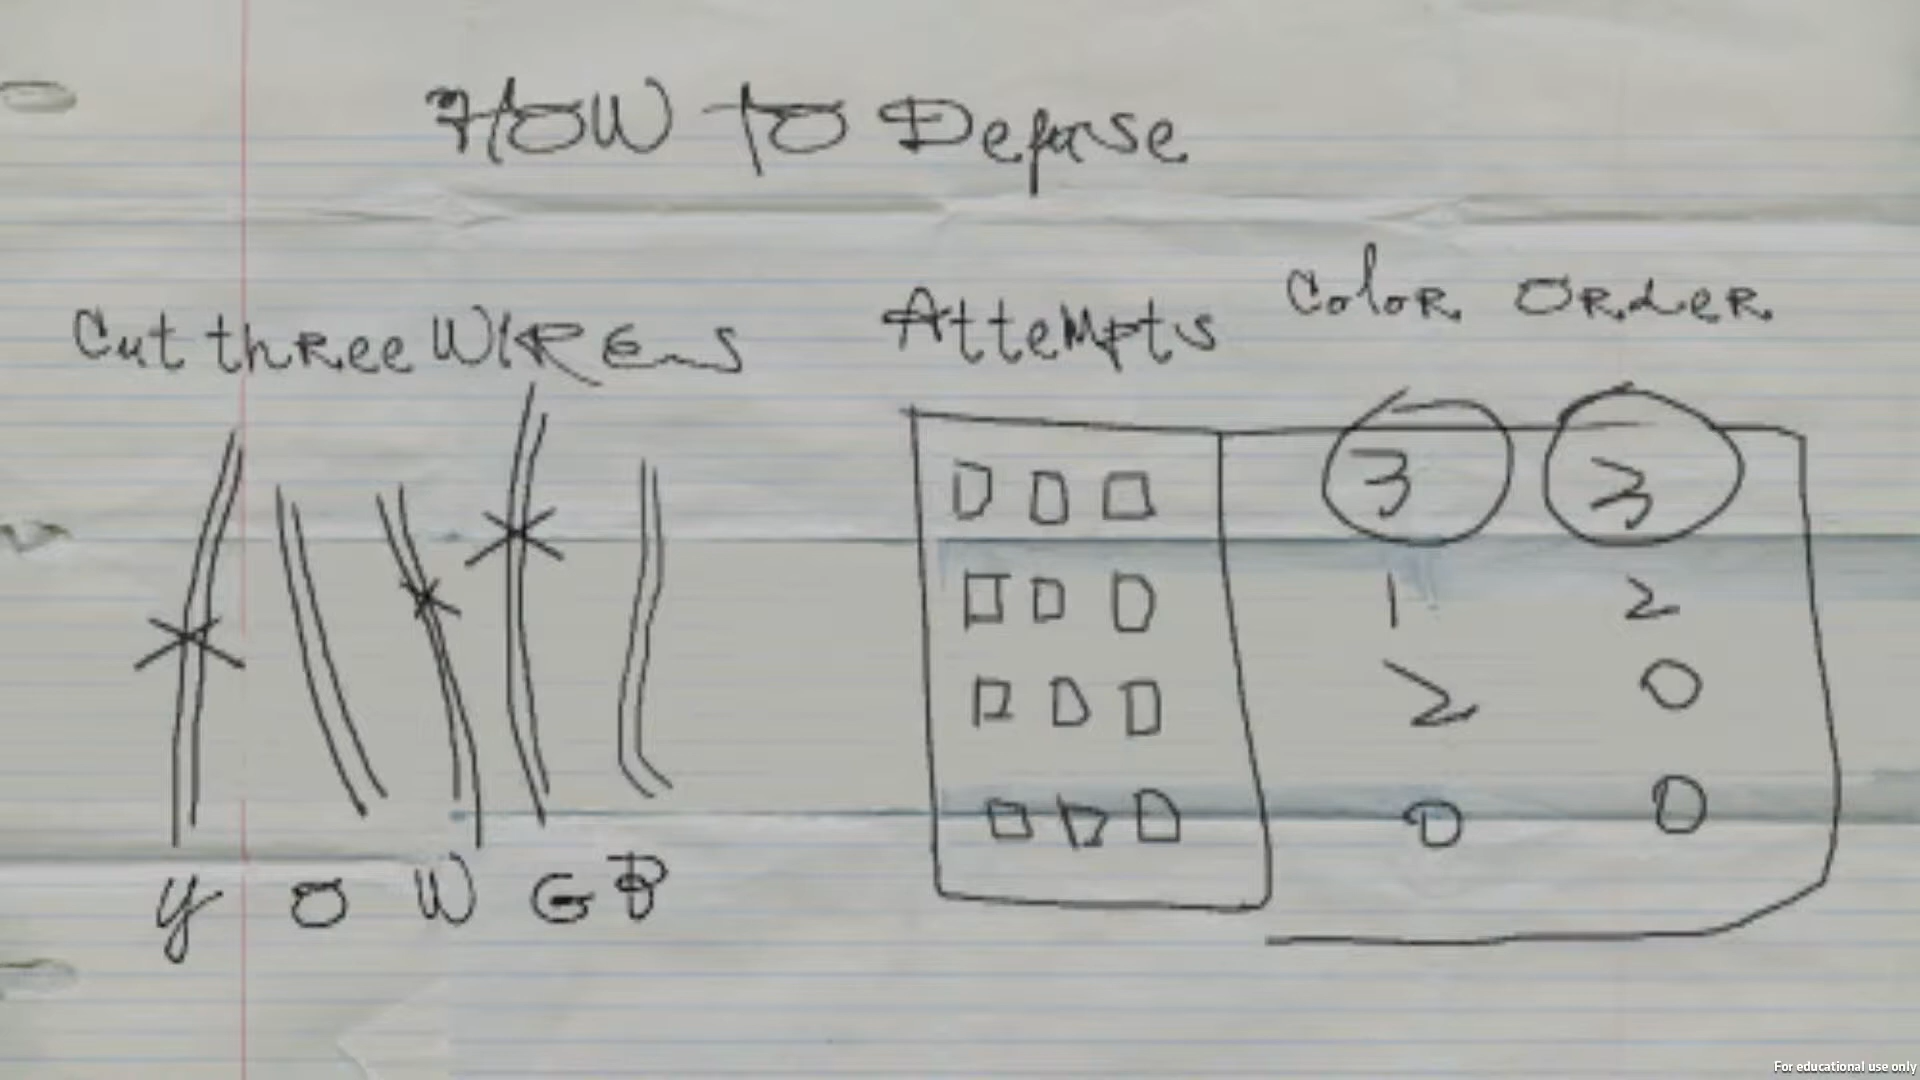 HOW TO Defuse
Cut three WIREs
Attempts Color Order
3 3
1 2
2 0
0 0
Y O W G B
For educational use only